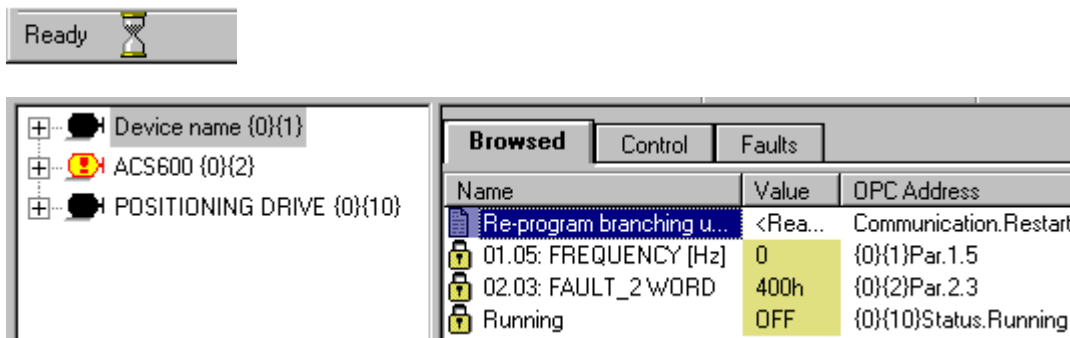 Ready
Device name {0}{1}
ACS600 {0}{2}
POSITIONING DRIVE {0}{10}
Browsed Control Faults
Name Value OPC Address
Re-program branching u... <Rea... Communication.Restart
01.05: FREQUENCY [Hz] 0 {0}{1}Par.1.5
02.03: FAULT_2 WORD 400h {0}{2}Par.2.3
Running OFF {0}{10}Status.Running